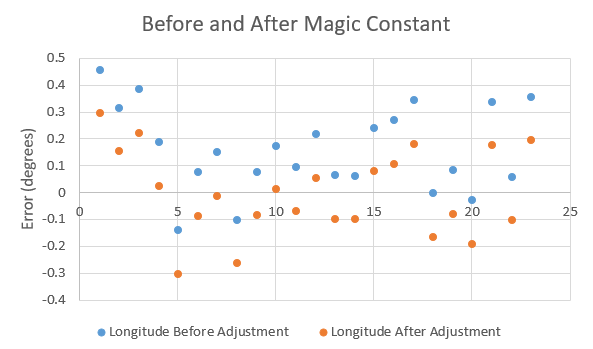 Before and After Magic Constant
0.5
0.4
0.3
0.2
0.1
0
-0.1
-0.2
-0.3
-0.4
Error (degrees)
0 5 10 15 20 25
Longitude Before Adjustment Longitude After Adjustment